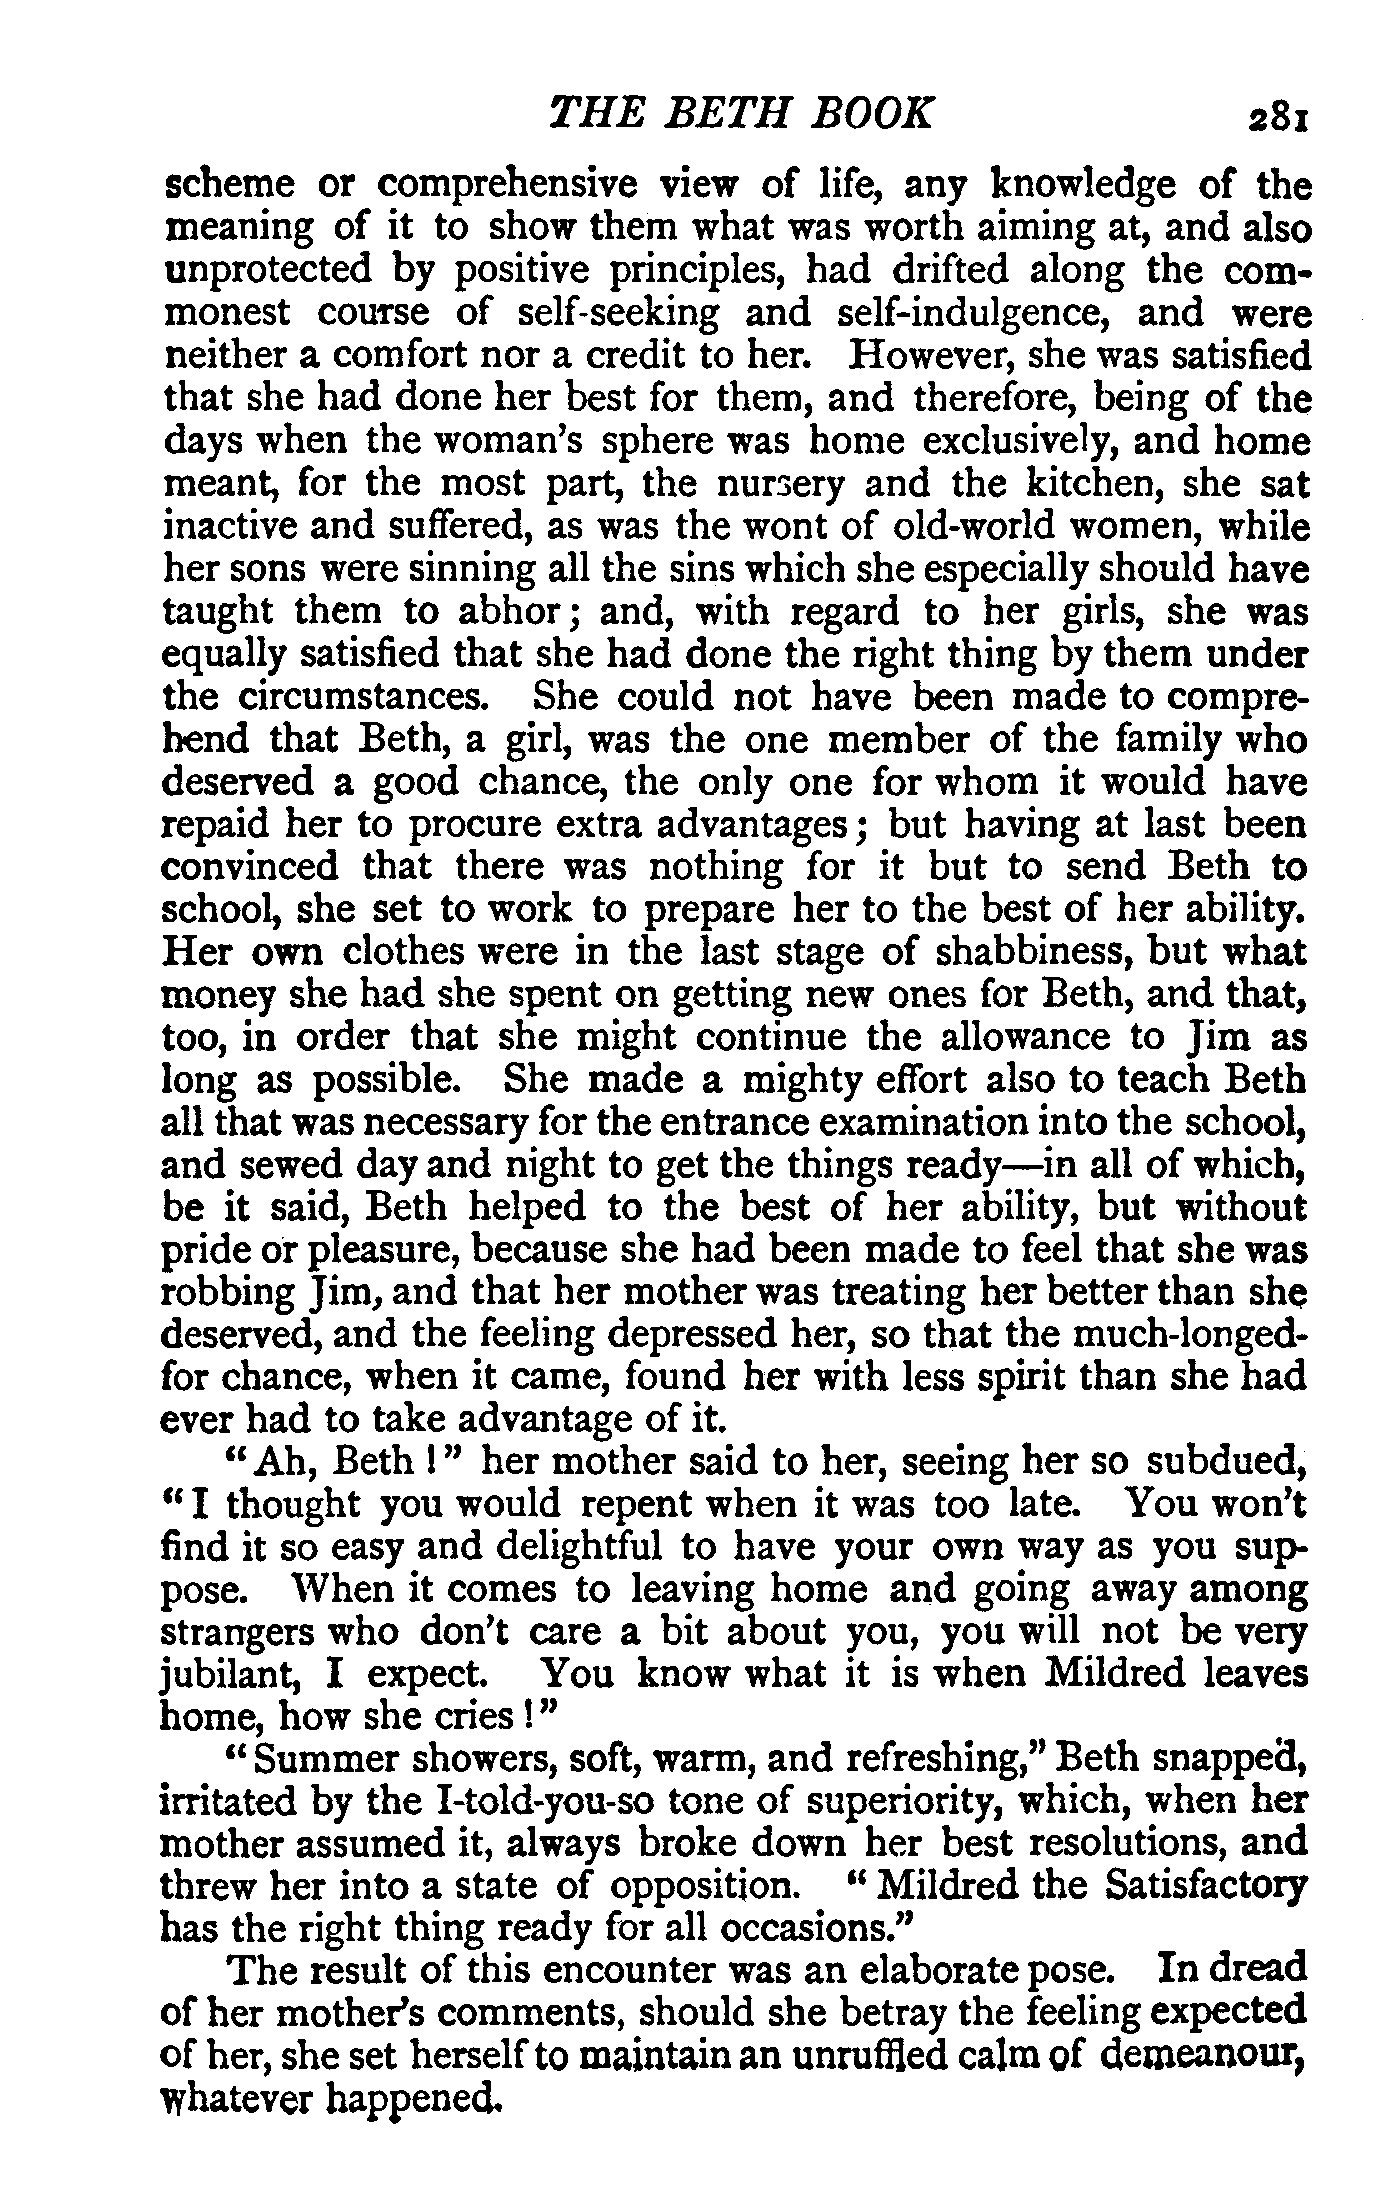 THE BETH BOOK 281
scheme or comprehensive view of life, any knowledge of the
meaning of it to show them what was worth aiming at, and also
unprotected by positive principles, had drifted along the com-
monest course of self-seeking and self-indulgence, and were
neither a comfort nor a credit to her. However, she was satisfied
that she had done her best for them, and therefore, being of the
days when the woman's sphere was home exclusively, and home
meant, for the most part, the nursery and the kitchen, she sat
inactive and suffered, as was the wont of old-world women, while
her sons were sinning all the sins which she especially should have
taught them to abhor; and, with regard to her girls, she was
equally satisfied that she had done the right thing by them under
the circumstances. She could not have been made to compre-
hend that Beth, a girl, was the one member of the family who
deserved a good chance, the only one for whom it would have
repaid her to procure extra advantages; but having at last been
convinced that there was nothing for it but to send Beth to
school, she set to work to prepare her to the best of her ability.
Her own clothes were in the last stage of shabbiness, but what
money she had she spent on getting new ones for Beth, and that,
too, in order that she might continue the allowance to Jim as
long as possible. She made a mighty effort also to teach Beth
all that was necessary for the entrance examination into the school,
and sewed day and night to get the things ready—in all of which,
be it said, Beth helped to the best of her ability, but without
pride or pleasure, because she had been made to feel that she was
robbing Jim, and that her mother was treating her better than she
deserved, and the feeling depressed her, so that the much-longed-
for chance, when it came, found her with less spirit than she had
ever had to take advantage of it.
"Ah, Beth!" her mother said to her, seeing her so subdued,
"I thought you would repent when it was too late. You won't
find it so easy and delightful to have your own way as you sup-
pose. When it comes to leaving home and going away among
strangers who don't care a bit about you, you will not be very
jubilant, I expect. You know what it is when Mildred leaves
home, how she cries!"
"Summer showers, soft, warm, and refreshing," Beth snapped,
irritated by the I-told-you-so tone of superiority, which, when her
mother assumed it, always broke down her best resolutions, and
threw her into a state of opposition. "Mildred the Satisfactory
has the right thing ready for all occasions."
The result of this encounter was an elaborate pose. In dread
of her mother's comments, should she betray the feeling expected
of her, she set herself to maintain an unruffled calm of demeanour,
whatever happened.